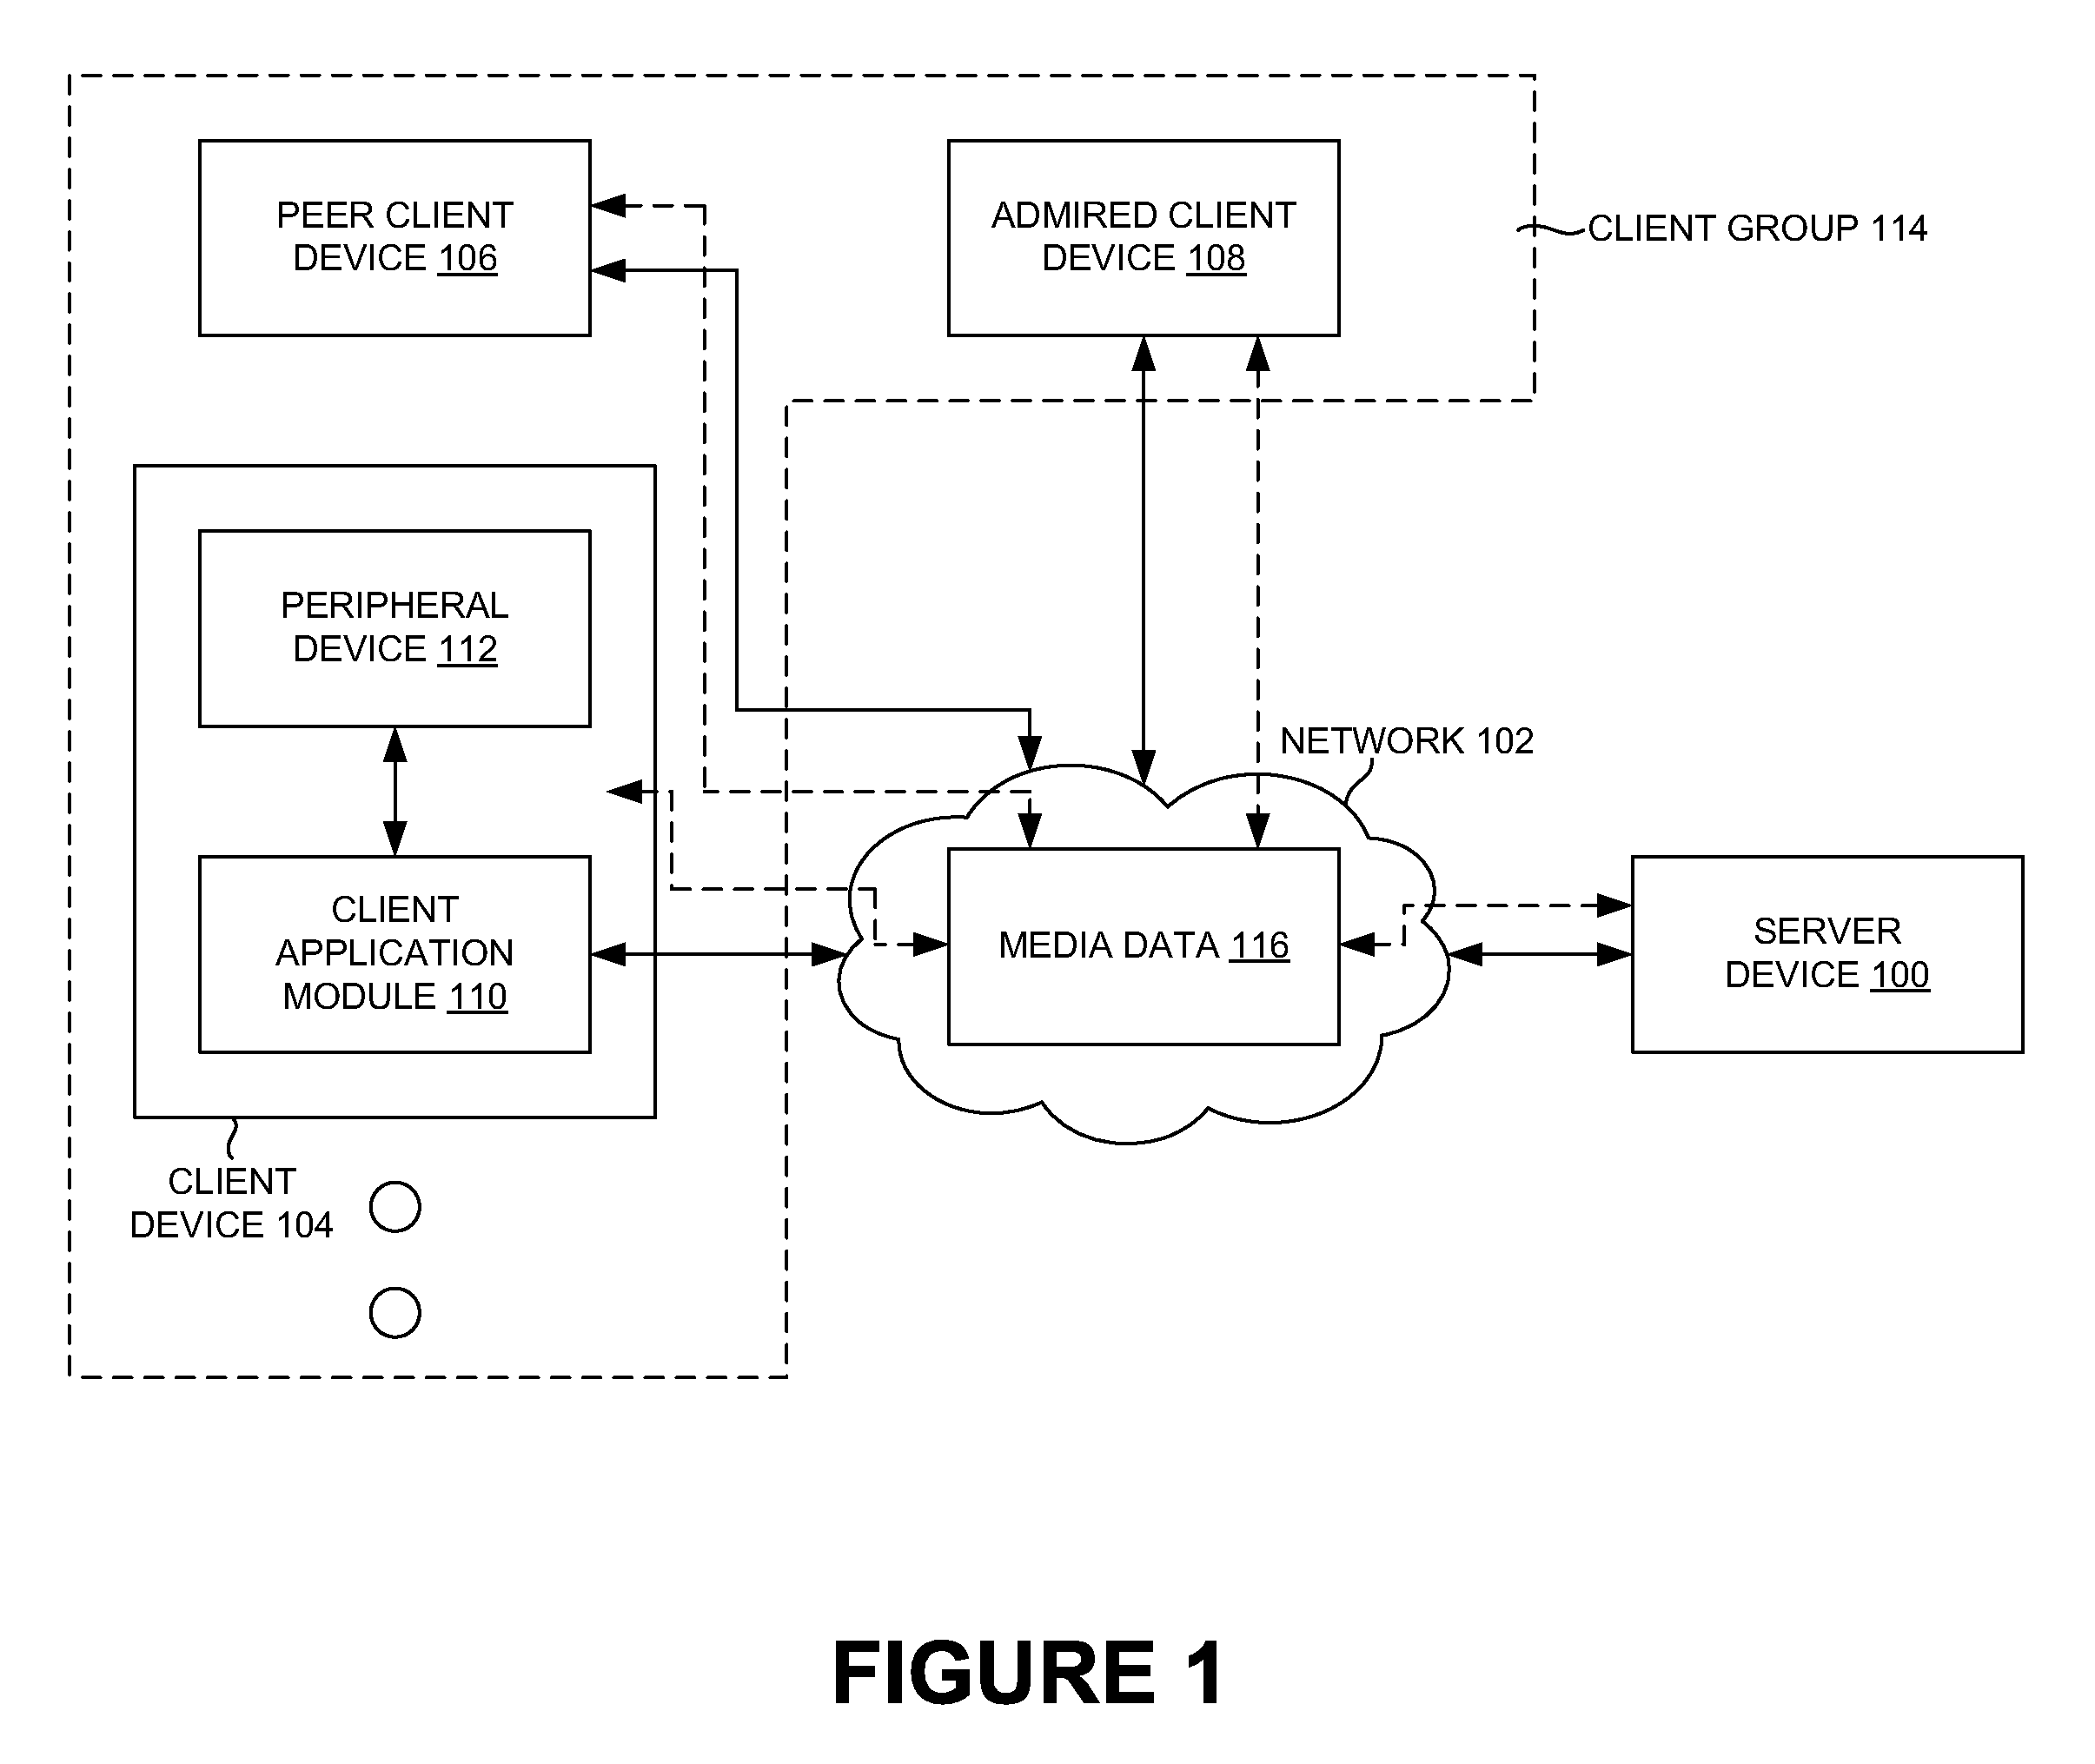 PEER CLIENT
DEVICE 106
ADMIRED CLIENT
DEVICE 108
CLIENT GROUP 114
PERIPHERAL
DEVICE 112
NETWORK 102
CLIENT
APPLICATION
MODULE 110
MEDIA DATA 116
SERVER
DEVICE 100
CLIENT
DEVICE 104
FIGURE 1